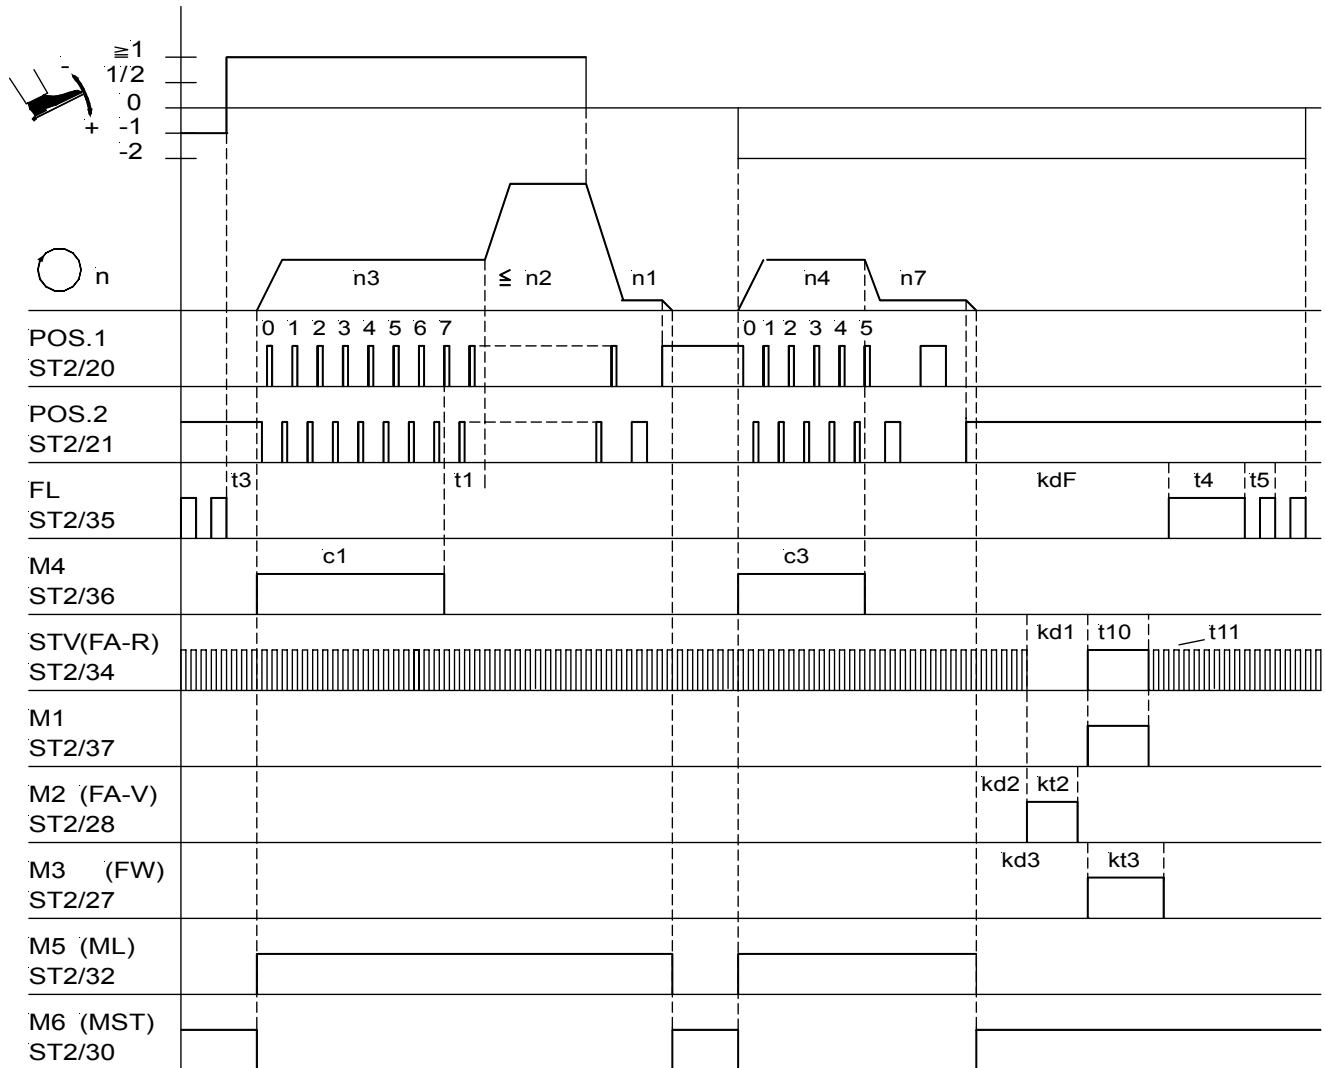 ≧1
- 1/2
0
+ -1
-2
n n3 ≦ n2 n1 n4 n7
POS.1 0 1 2 3 4 5 6 7 0 1 2 3 4 5
ST2/20
POS.2
ST2/21
FL t3 t1 kdF t4 t5
ST2/35
M4 c1 c3
ST2/36
STV(FA-R) kd1 t10 t11
ST2/34
M1
ST2/37
M2 (FA-V) kd2 kt2
ST2/28
M3 (FW) kd3 kt3
ST2/27
M5 (ML)
ST2/32
M6 (MST)
ST2/30